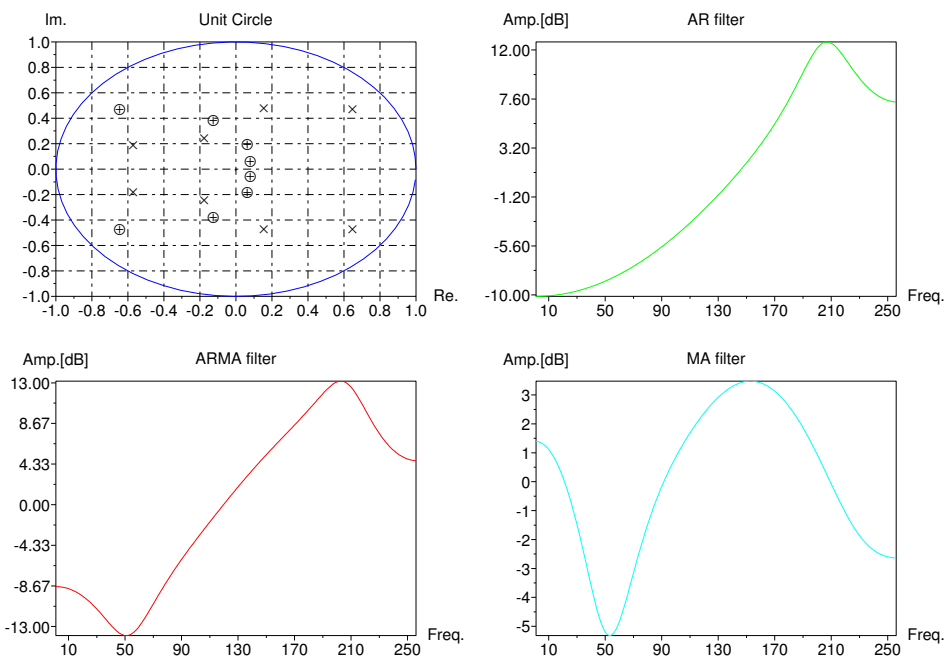 Im. Unit Circle
1.0
0.8
0.6
0.4
0.2
0.0
-0.2
-0.4
-0.6
-0.8
-1.0
Re.
-1.0 -0.8 -0.6 -0.4 -0.2 0.0 0.2 0.4 0.6 0.8 1.0
Amp.[dB] AR filter
12.00
7.60
3.20
-1.20
-5.60
-10.00
Freq.
10 50 90 130 170 210 250
Amp.[dB] ARMA filter
13.00
8.67
4.33
0.00
-4.33
-8.67
-13.00
Freq.
10 50 90 130 170 210 250
Amp.[dB] MA filter
3
2
1
0
-1
-2
-3
-4
-5
Freq.
10 50 90 130 170 210 250